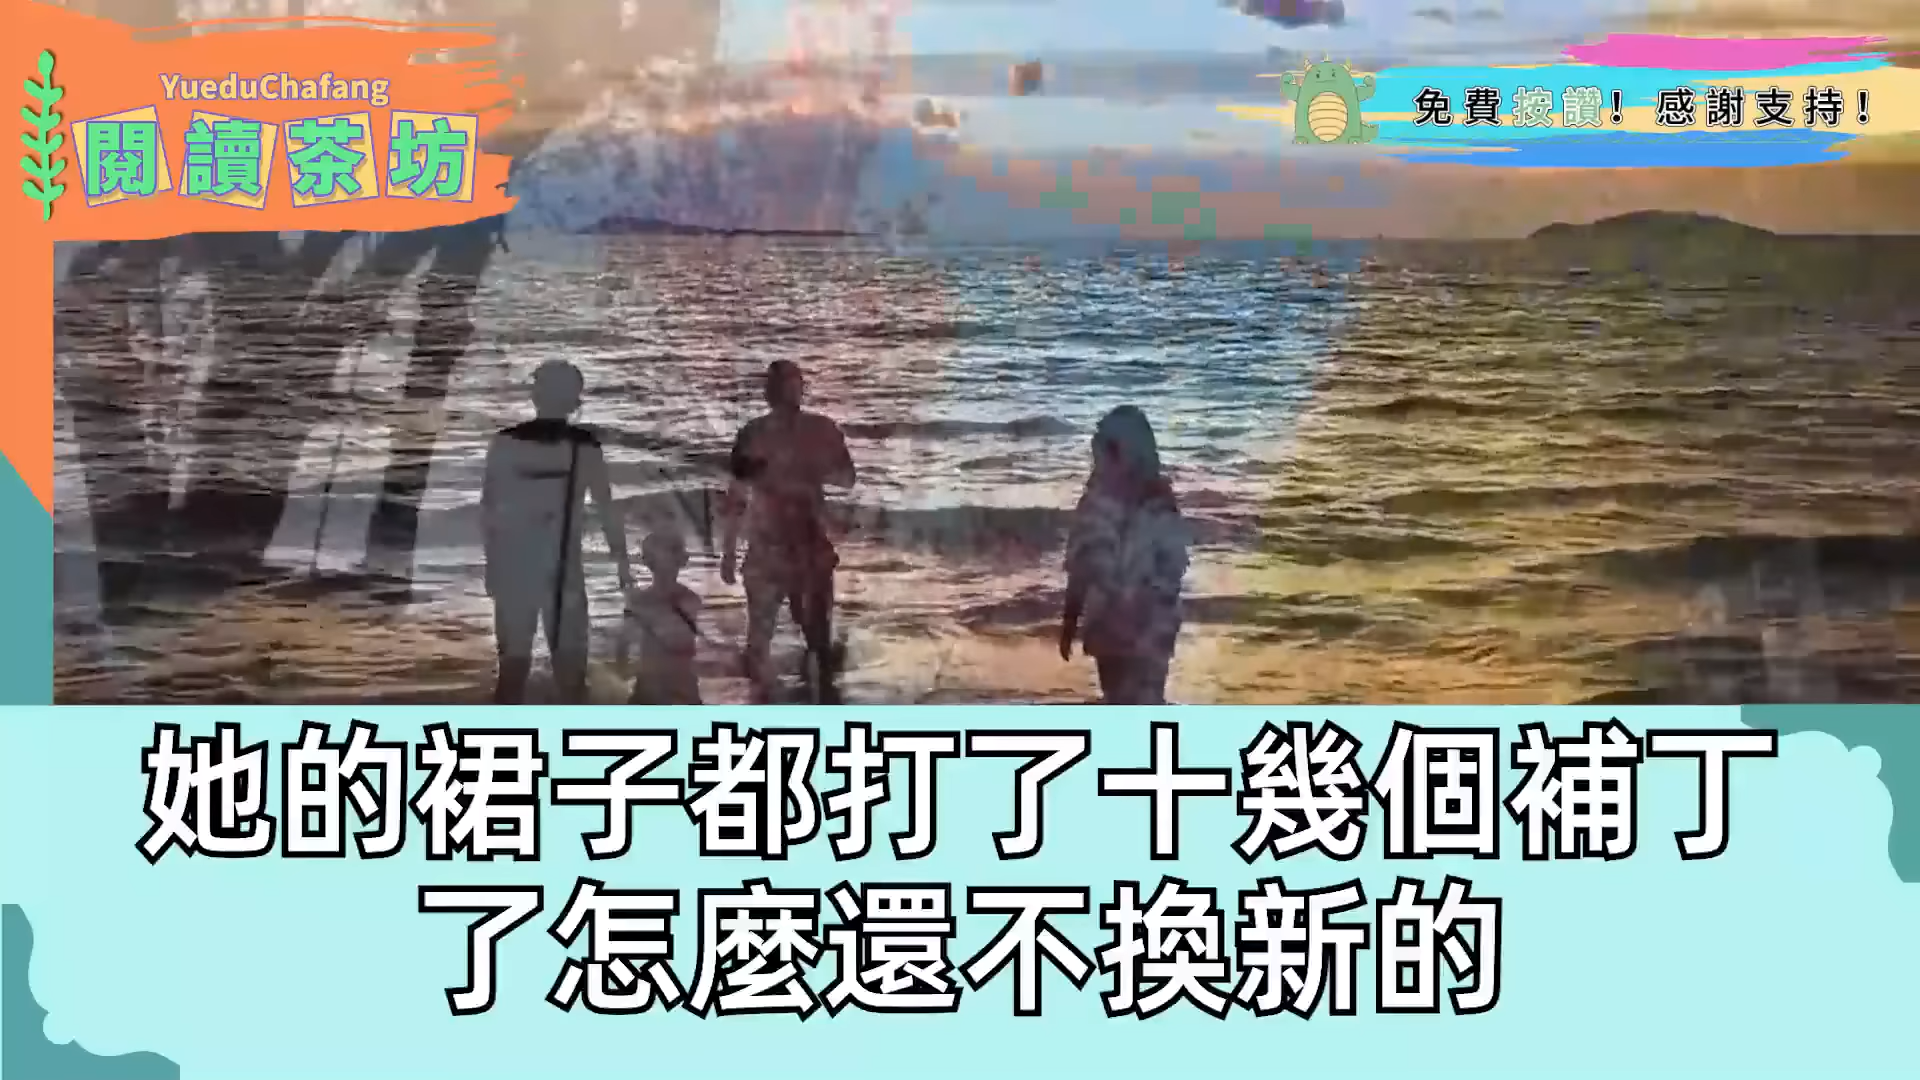 YueduChafang
閱讀茶坊
免費按讚！感謝支持！
她的裙子都打了十幾個補丁
了怎麼還不換新的